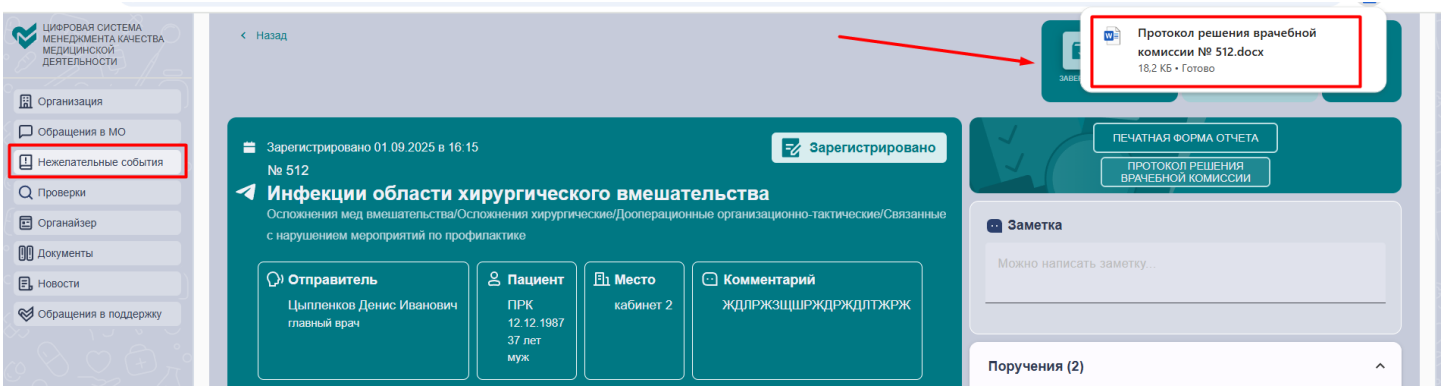 ЦИФРОВАЯ СИСТЕМА
МЕНЕДЖМЕНТА КАЧЕСТВА
МЕДИЦИНСКОЙ
ДЕЯТЕЛЬНОСТИ
Организация
Обращения в МО
Нежелательные события
Проверки
Органайзер
Документы
Новости
Обращения в поддержку
Назад
Протокол решения врачебной
комиссии № 512.docx
18,2 КБ • Готово
Зарегистрировано 01.09.2025 в 16:15
Зарегистрировано
№ 512
Инфекции области хирургического вмешательства
Осложнения мед вмешательства/Осложнения хирургические/Дооперационные организационно-тактические/Связанные
с нарушением мероприятий по профилактике
Отправитель
Цыпленков Денис Иванович
главный врач
Пациент
ПРК
12.12.1987
37 лет
муж
Место
кабинет 2
Комментарий
ЖДЛРЖЗЩШРЖДРЖДЛТЖРЖ
ПЕЧАТНАЯ ФОРМА ОТЧЕТА
ПРОТОКОЛ РЕШЕНИЯ
ВРАЧЕБНОЙ КОМИССИИ
Заметка
Можно написать заметку...
Поручения (2)